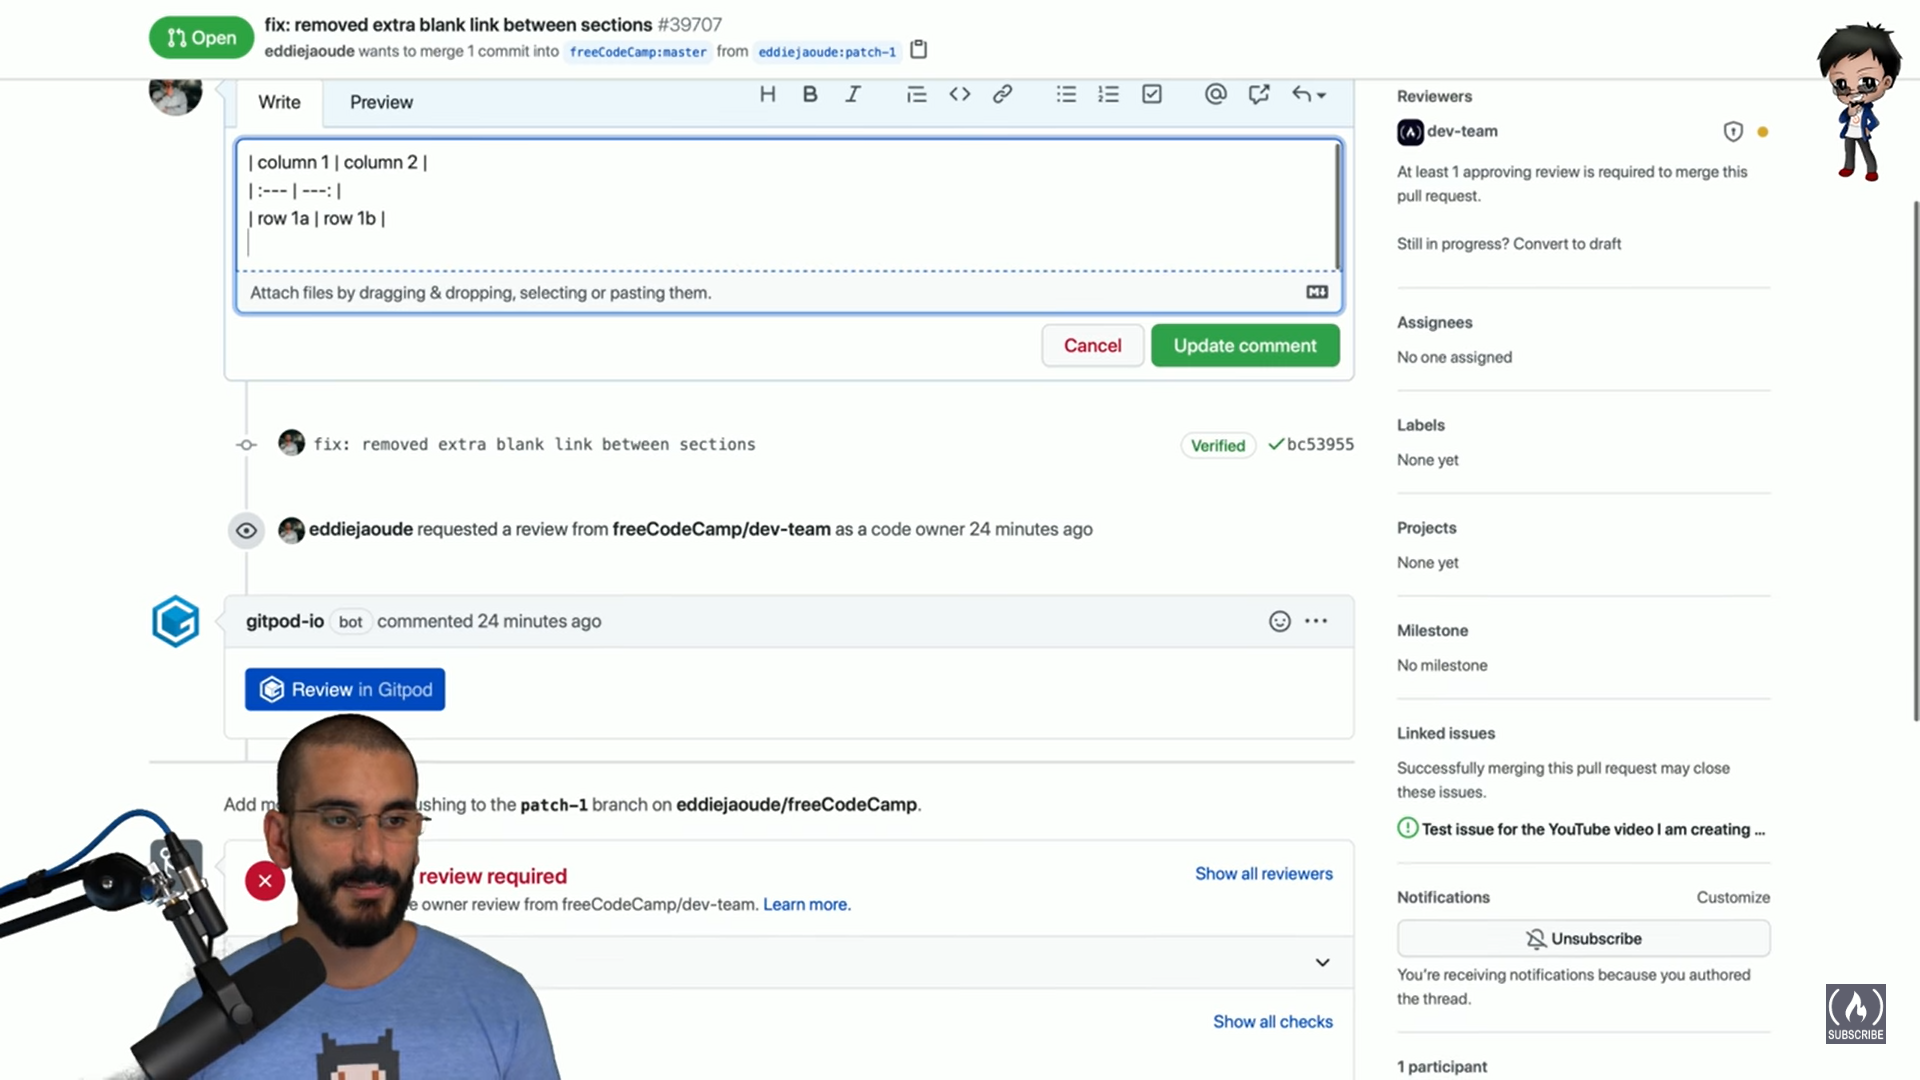 Open
fix: removed extra blank link between sections #39707
eddiejaoude wants to merge 1 commit into freeCodeCamp:master from eddiejaoude:patch-1
Write
Preview
| column 1 | column 2 |
| :--- | ---: |
| row 1a | row 1b |
Attach files by dragging & dropping, selecting or pasting them.
Cancel
Update comment
fix: removed extra blank link between sections
Verified
bc53955
eddiejaoude requested a review from freeCodeCamp/dev-team as a code owner 24 minutes ago
gitpod-io bot commented 24 minutes ago
Review in Gitpod
Add ushing to the patch-1 branch on eddiejaoude/freeCodeCamp.
review required
Show all reviewers
owner review from freeCodeCamp/dev-team. Learn more.
Show all checks
Reviewers
dev-team
At least 1 approving review is required to merge this
pull request.
Still in progress? Convert to draft
Assignees
No one assigned
Labels
None yet
Projects
None yet
Milestone
No milestone
Linked issues
Successfully merging this pull request may close
these issues.
Test issue for the YouTube video I am creating ...
Notifications
Customize
Unsubscribe
You're receiving notifications because you authored
the thread.
1 participant
SUBSCRIBE